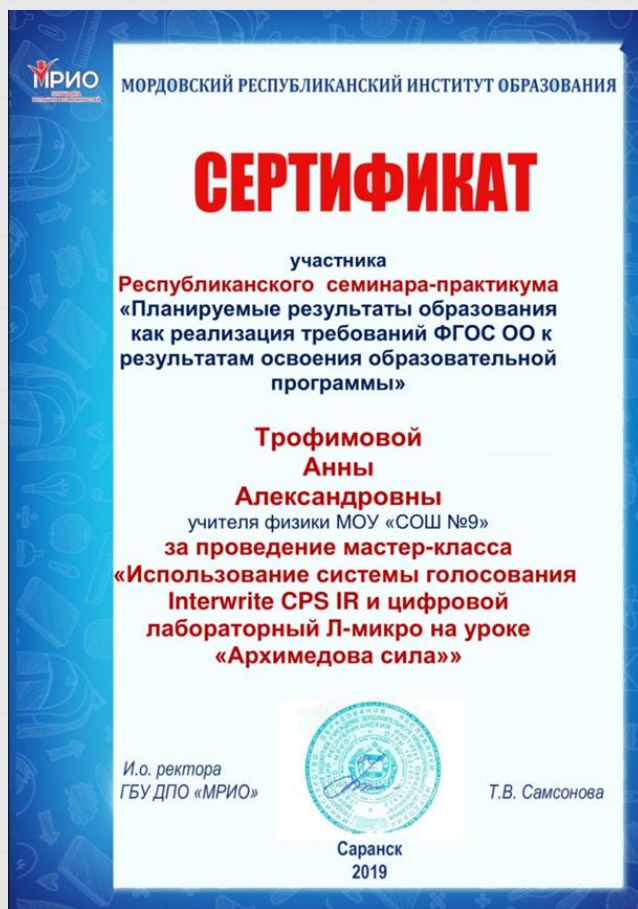 МРИО
МОРДОВСКИЙ РЕСПУБЛИКАНСКИЙ ИНСТИТУТ ОБРАЗОВАНИЯ
СЕРТИФИКАТ
участника
Республиканского семинара-практикума
«Планируемые результаты образования
как реализация требований ФГОС ОО к
результатам освоения образовательной
программы»
Трофимовой
Анны
Александровны
учителя физики МОУ «СОШ №9»
за проведение мастер-класса
«Использование системы голосования
Interwrite CPS IR и цифровой
лабораторный Л-микро на уроке
«Архимедова сила»»
И.о. ректора
ГБУ ДПО «МРИО»
Т.В. Самсонова
Саранск
2019